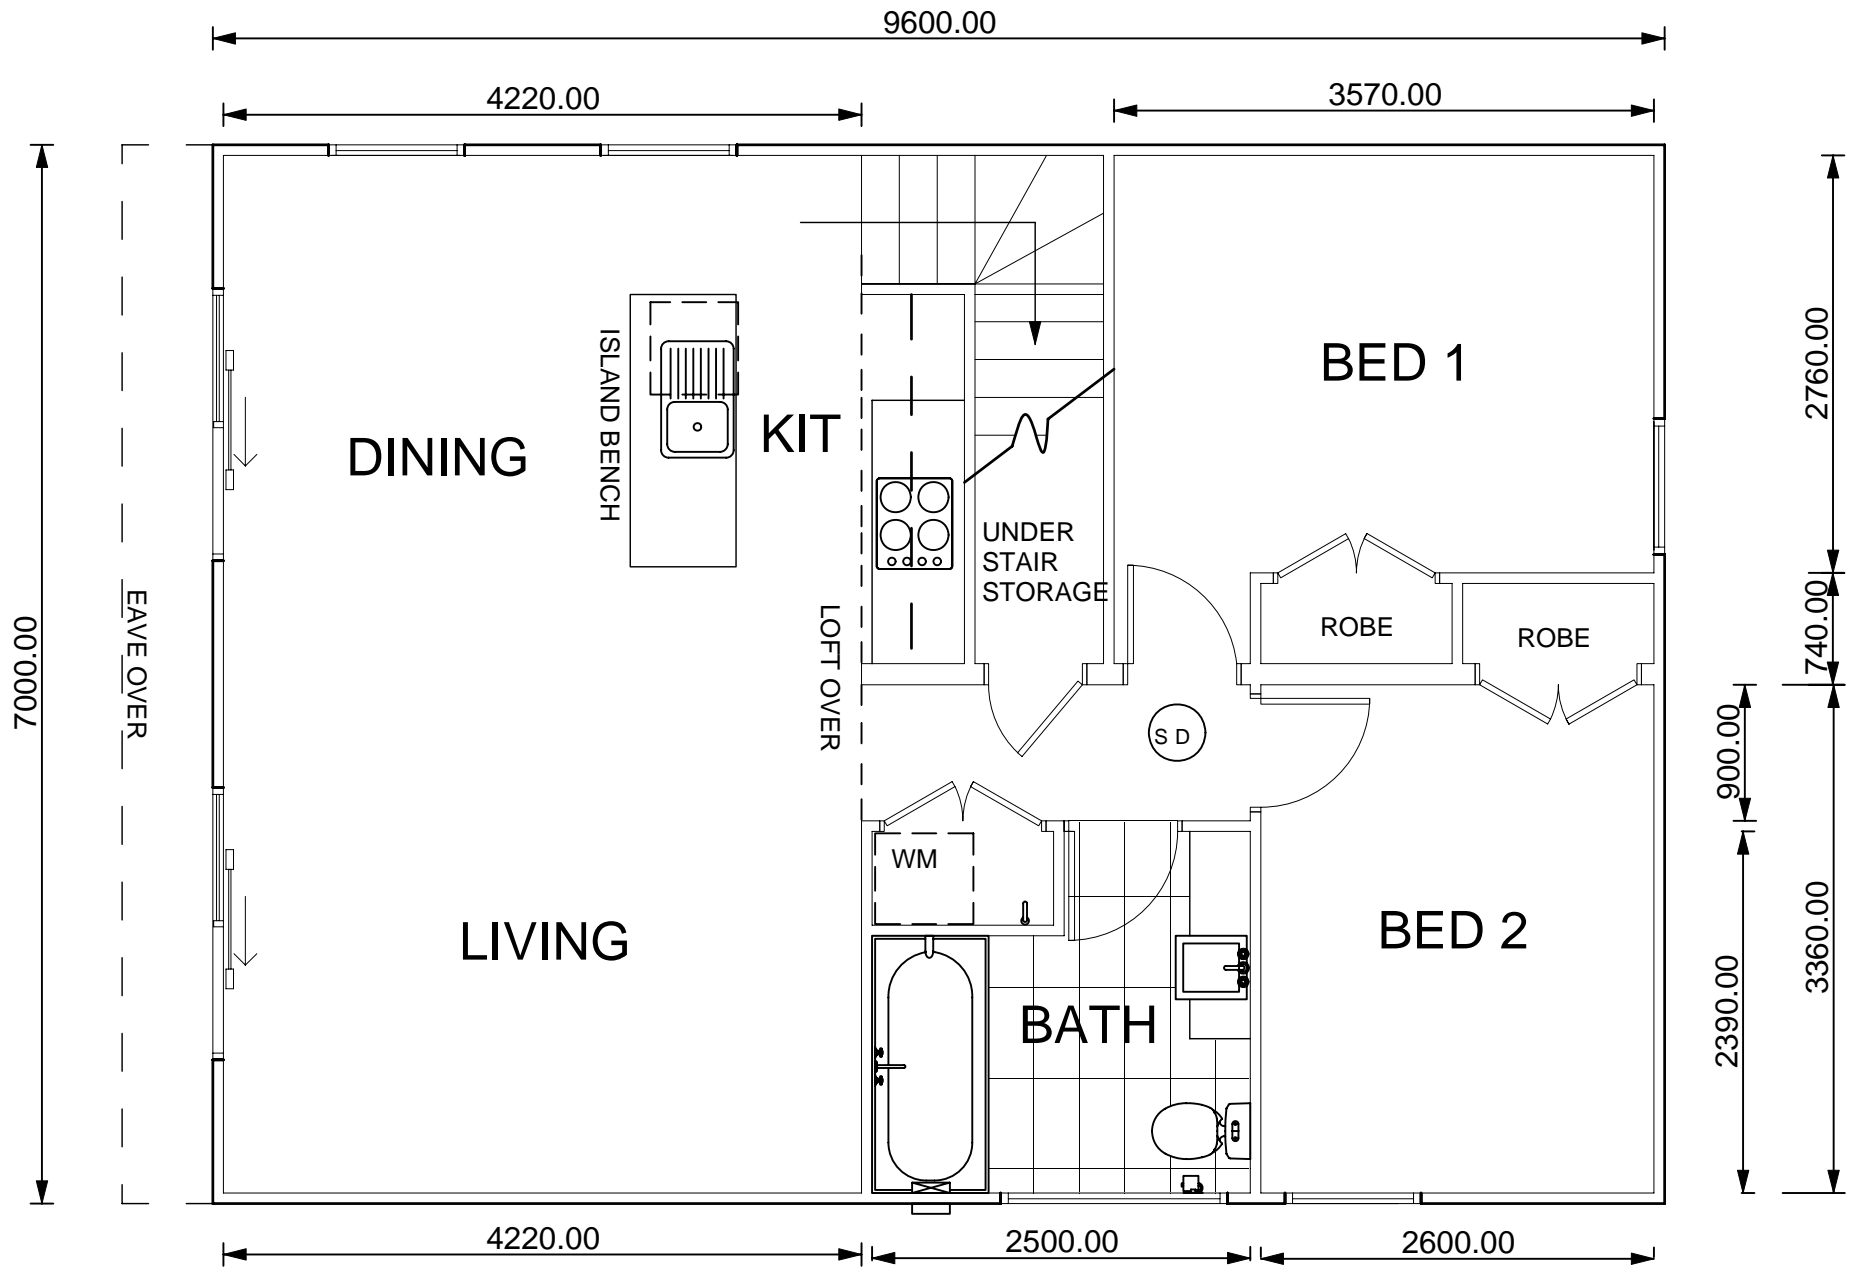 9600.00
4220.00
3570.00
7000.00
EAVE OVER
DINING
ISLAND BENCH
KIT
LOFT OVER
UNDER
STAIR
STORAGE
BED 1
ROBE
ROBE
2760.00
740.00
900.00
S D
WM
LIVING
BATH
BED 2
2390.00
3360.00
4220.00
2500.00
2600.00